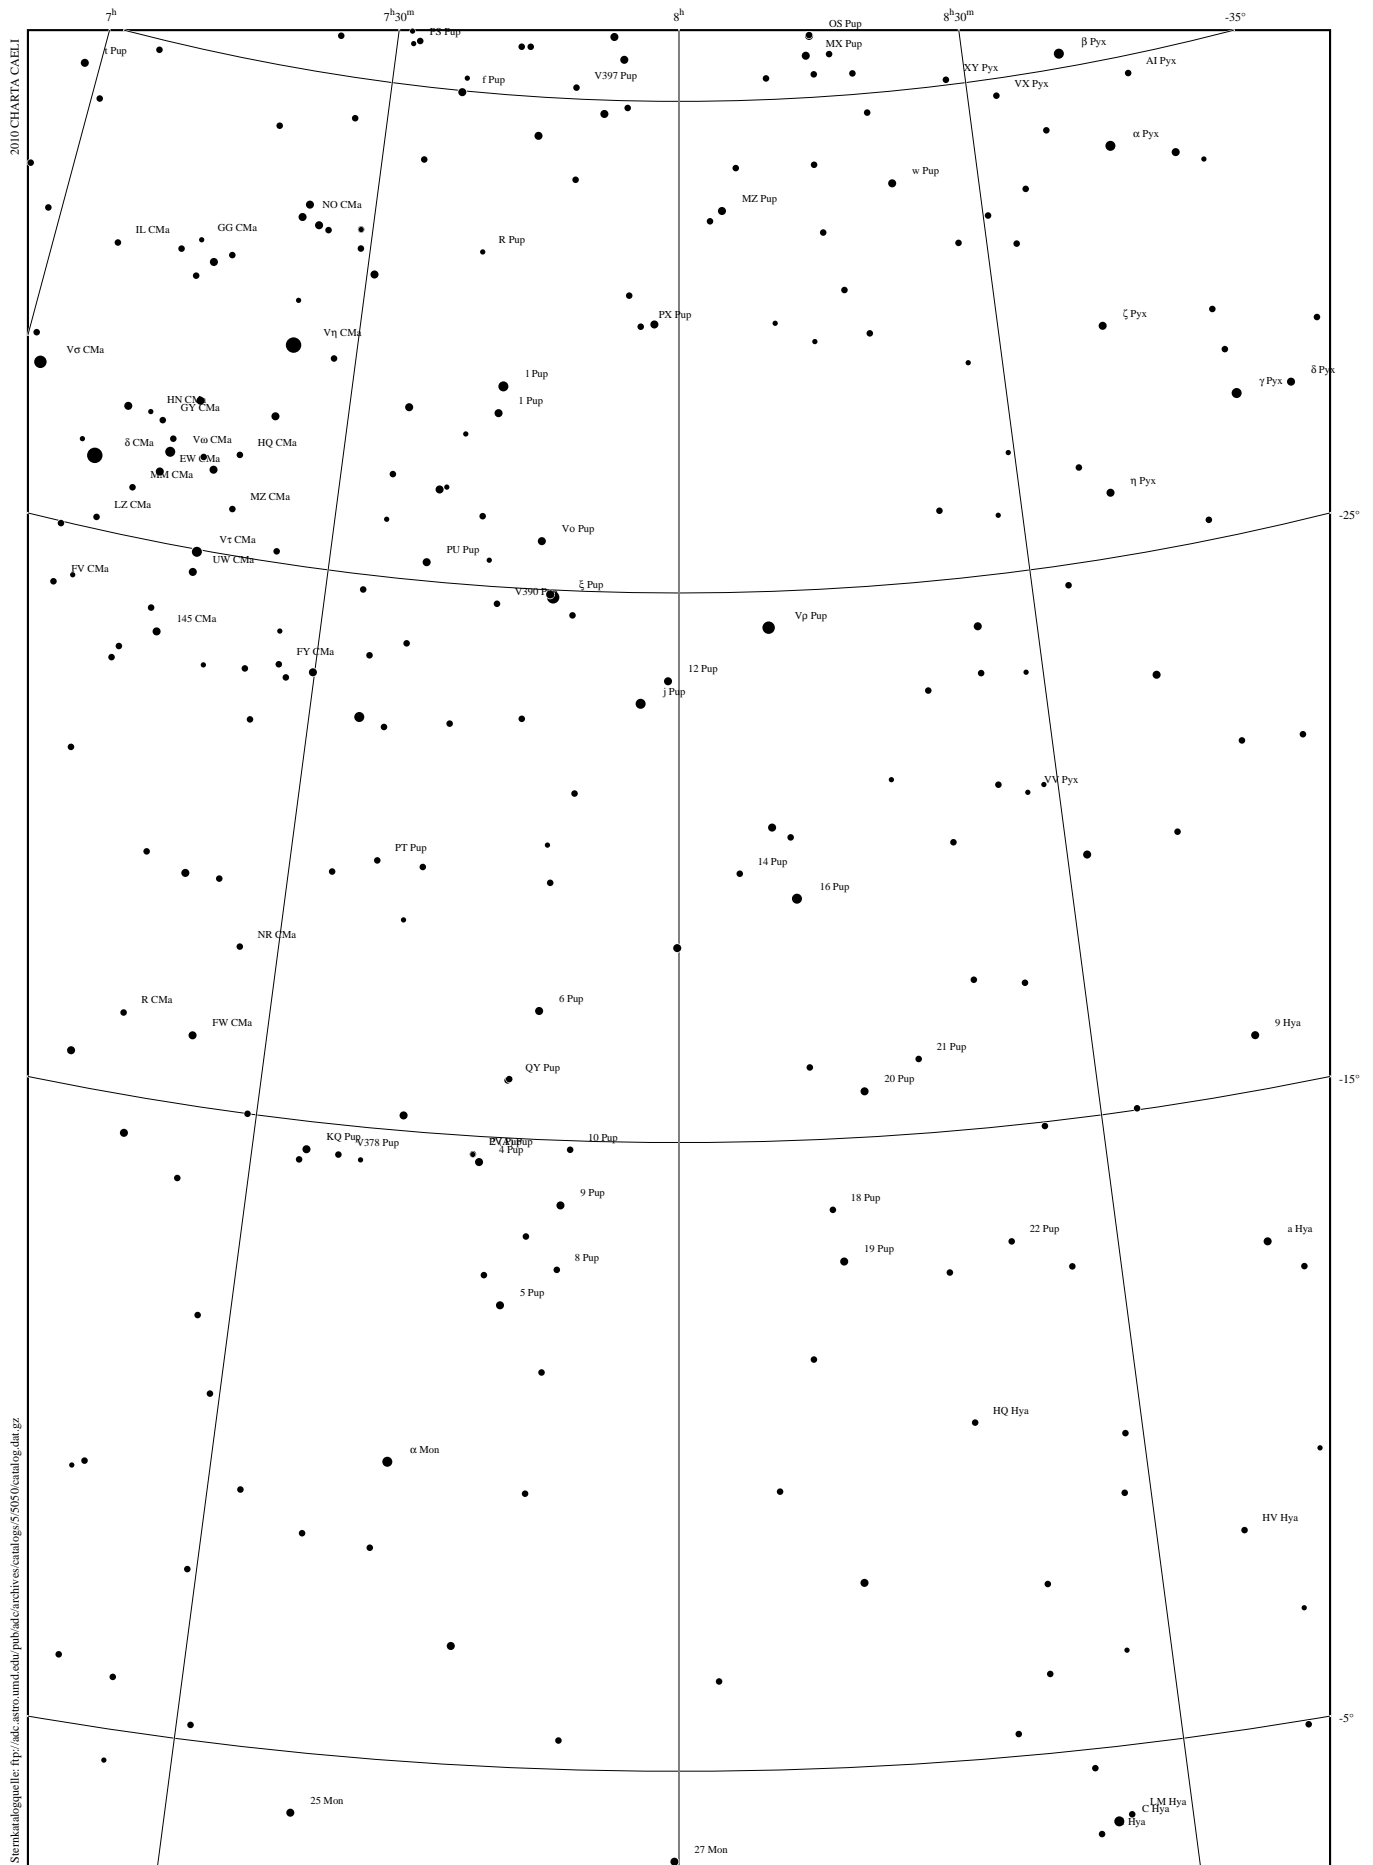 7h
7h30m
8h
8h30m
-35°
OS Pup
PS Pup
β Pyx
MX Pup
t Pup
AI Pyx
XY Pyx
V397 Pup
f Pup
VX Pyx
2010 CHARTA CAELI
α Pyx
w Pup
MZ Pup
NO CMa
GG CMa
IL CMa
R Pup
PX Pup
ζ Pyx
Vη CMa
Vσ CMa
δ Pyx
l Pup
γ Pyx
HN CMa
GY CMa
1 Pup
δ CMa
Vω CMa
HQ CMa
EW CMa
MM CMa
η Pyx
MZ CMa
LZ CMa
-25°
Vo Pup
Vτ CMa
PU Pup
UW CMa
FV CMa
ξ Pup
V390 Pup
Vρ Pup
145 CMa
FY CMa
12 Pup
j Pup
VV Pyx
PT Pup
14 Pup
16 Pup
NR CMa
R CMa
6 Pup
FW CMa
9 Hya
21 Pup
QY Pup
20 Pup
-15°
KQ Pup
V378 Pup
10 Pup
4 Pup
9 Pup
18 Pup
22 Pup
a Hya
19 Pup
8 Pup
5 Pup
HQ Hya
α Mon
HV Hya
Sternkatalogquelle: ftp://adc.astro.umd.edu/pub/adc/archives/catalogs/5/5050/catalog.dat.gz
-5°
25 Mon
LM Hya
C Hya
Hya
27 Mon